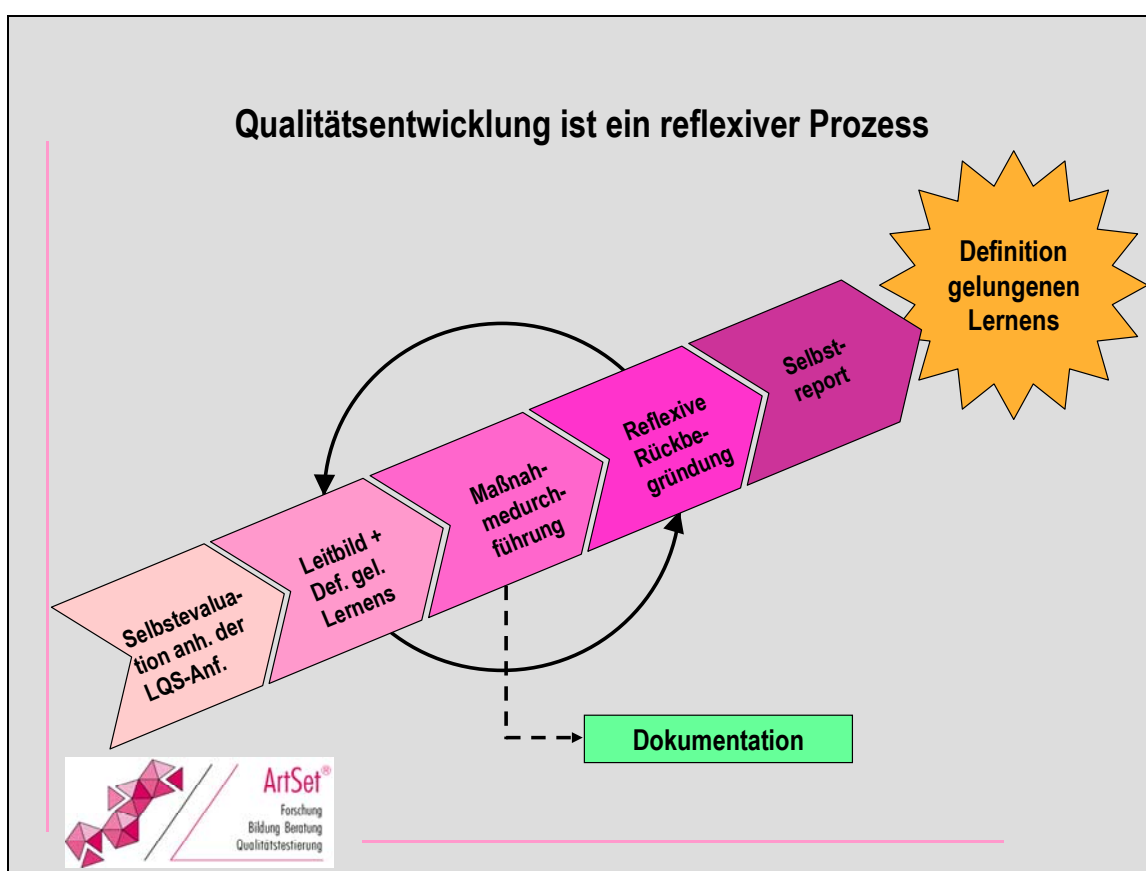 Qualitätsentwicklung ist ein reflexiver Prozess
Definition
gelungenen
Lernens
Selbst-
report
Reflexive
Rückbe-
gründung
Maßnah-
medurch-
führung
Leitbild +
Def. gel.
Lernens
Selbstevalua-
tion anh. der
LQS-Anf.
Dokumentation
ArtSet®
Forschung
Bildung Beratung
Qualitätstestierung